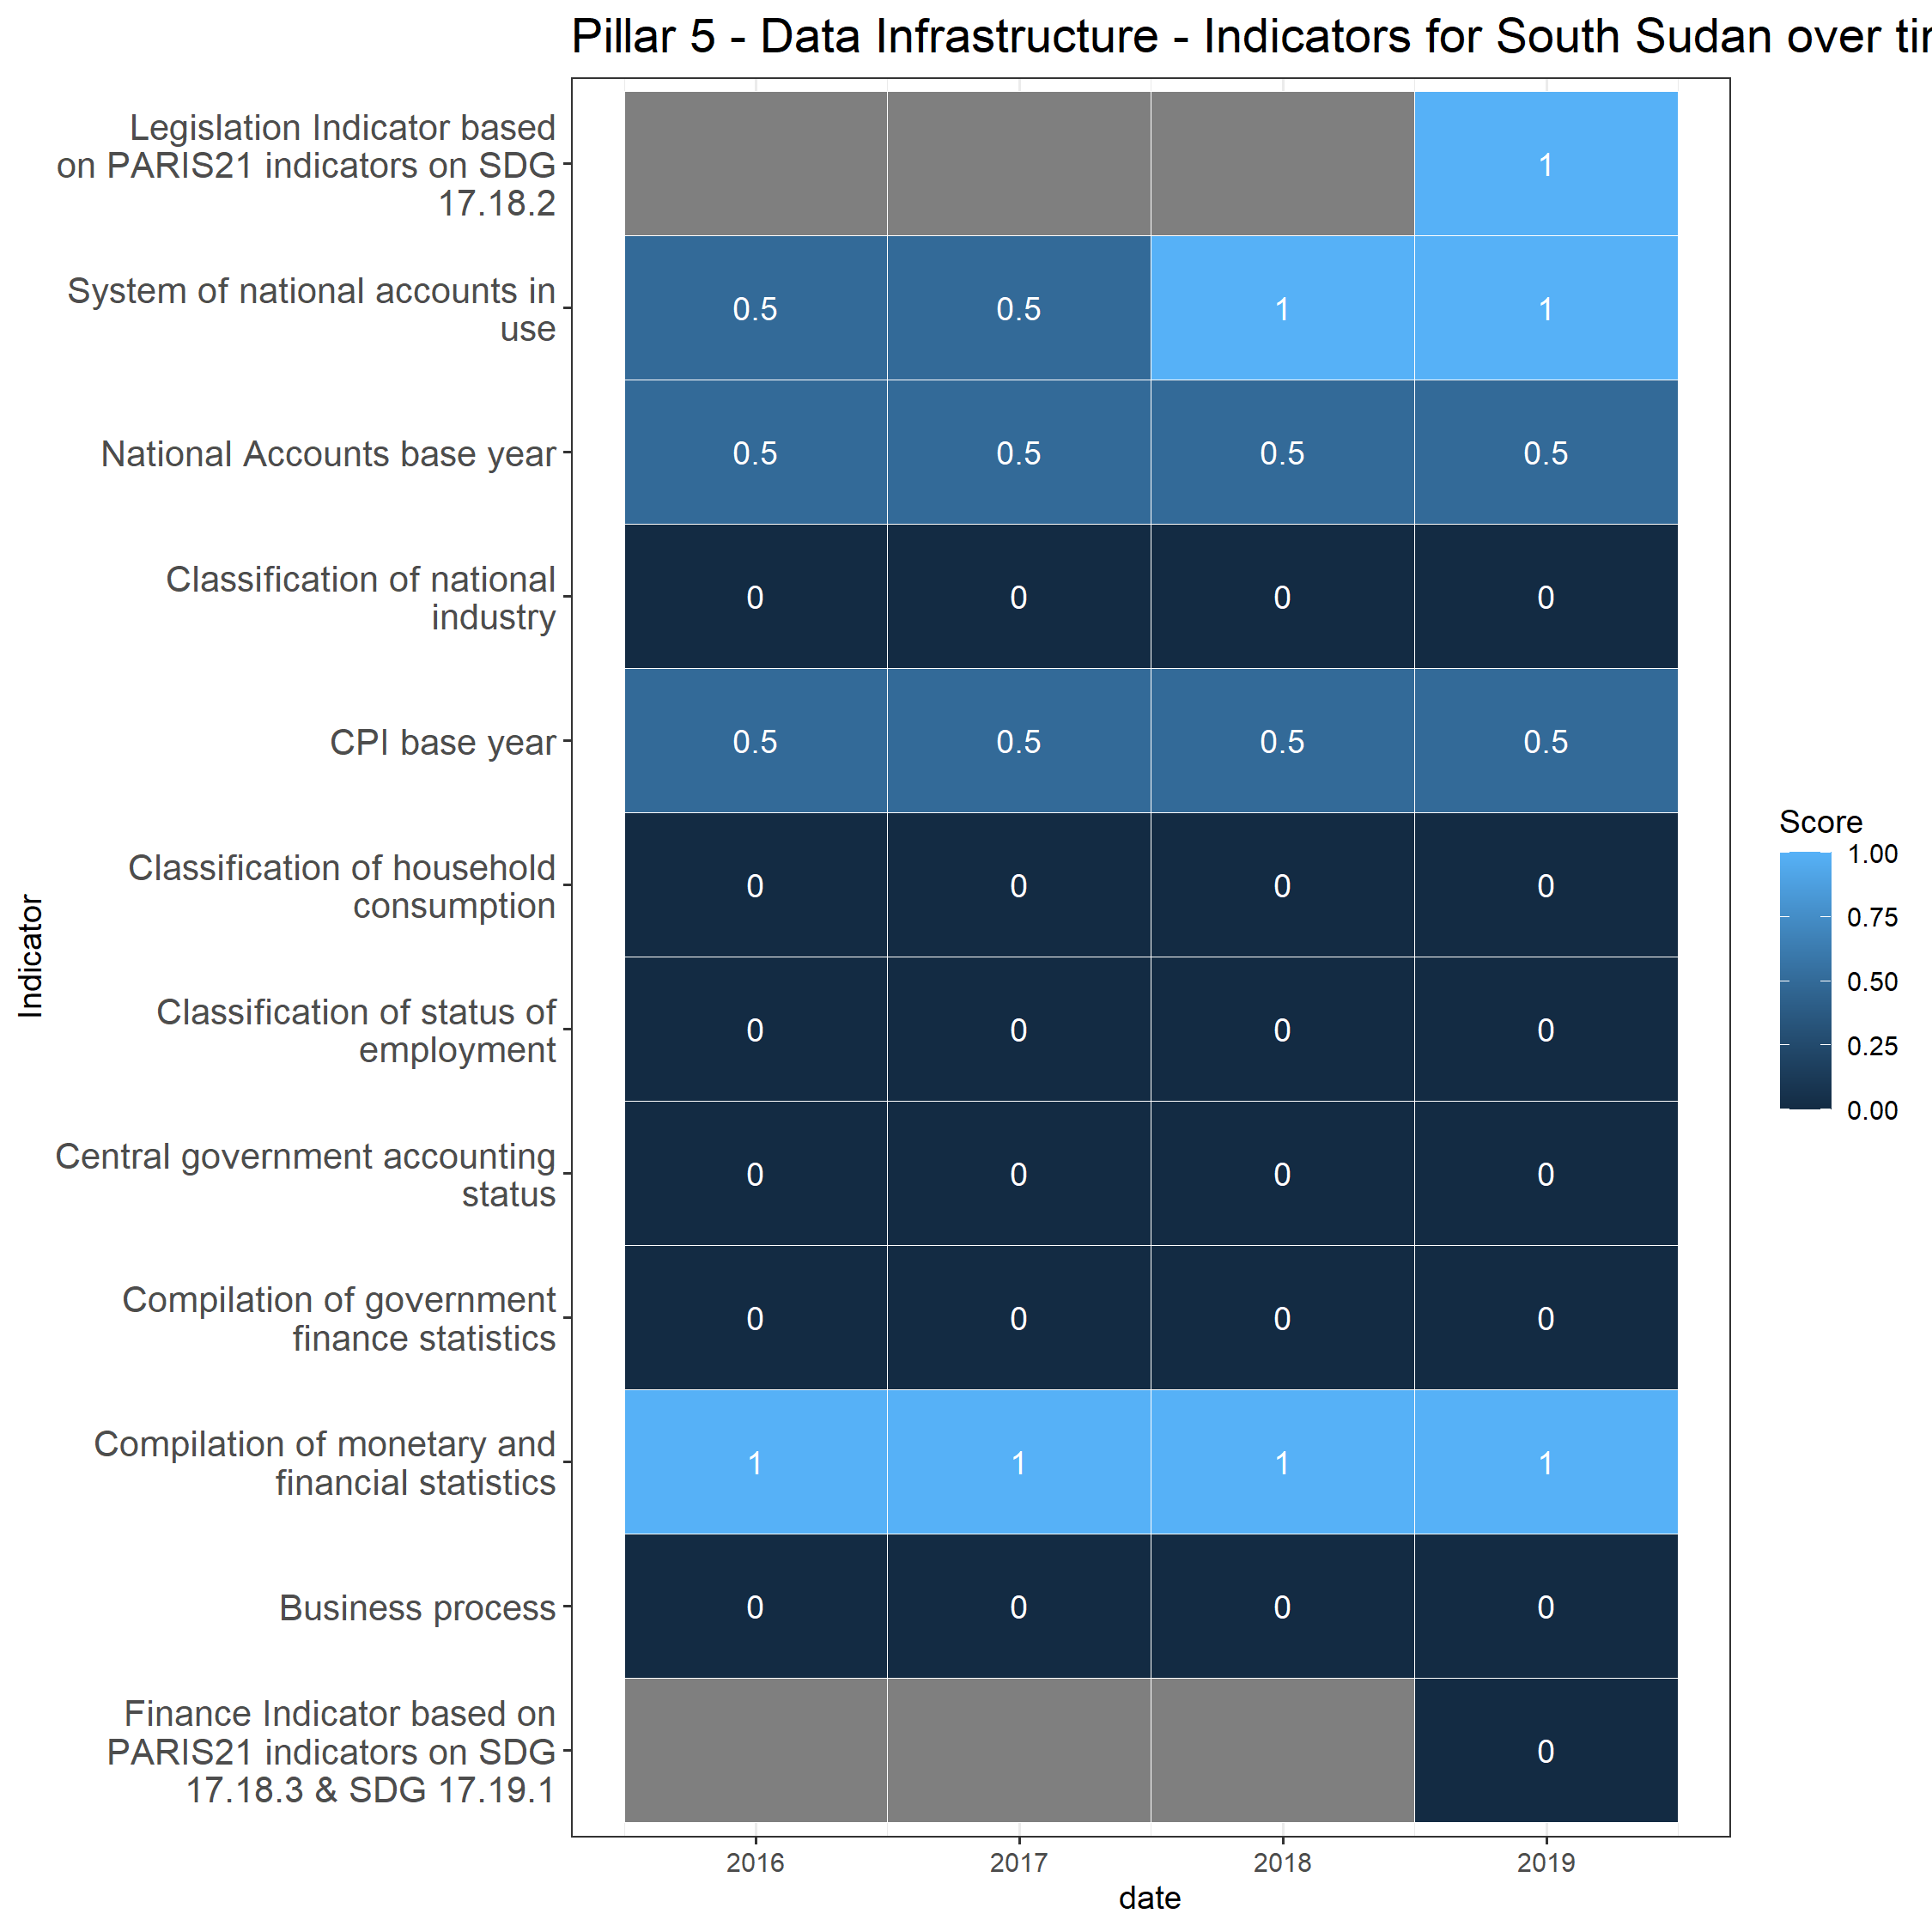 Pillar 5 - Data Infrastructure - Indicators for South Sudan over
Legislation Indicator based
on PARIS21 indicators on SDG
17.18.2
1
System of national accounts in
use
0.5 0.5 1 1
National Accounts base year
0.5 0.5 0.5 0.5
Classification of national
industry
0 0 0 0
CPI base year
0.5 0.5 0.5 0.5
Classification of household
consumption
0 0 0 0
Classification of status of
employment
0 0 0 0
Central government accounting
status
0 0 0 0
Compilation of government
finance statistics
0 0 0 0
Compilation of monetary and
financial statistics
1 1 1 1
Business process
0 0 0 0
Finance Indicator based on
PARIS21 indicators on SDG
17.18.3 & SDG 17.19.1
0
2016 2017 2018 2019
date
Indicator
Score
1.00
0.75
0.50
0.25
0.00